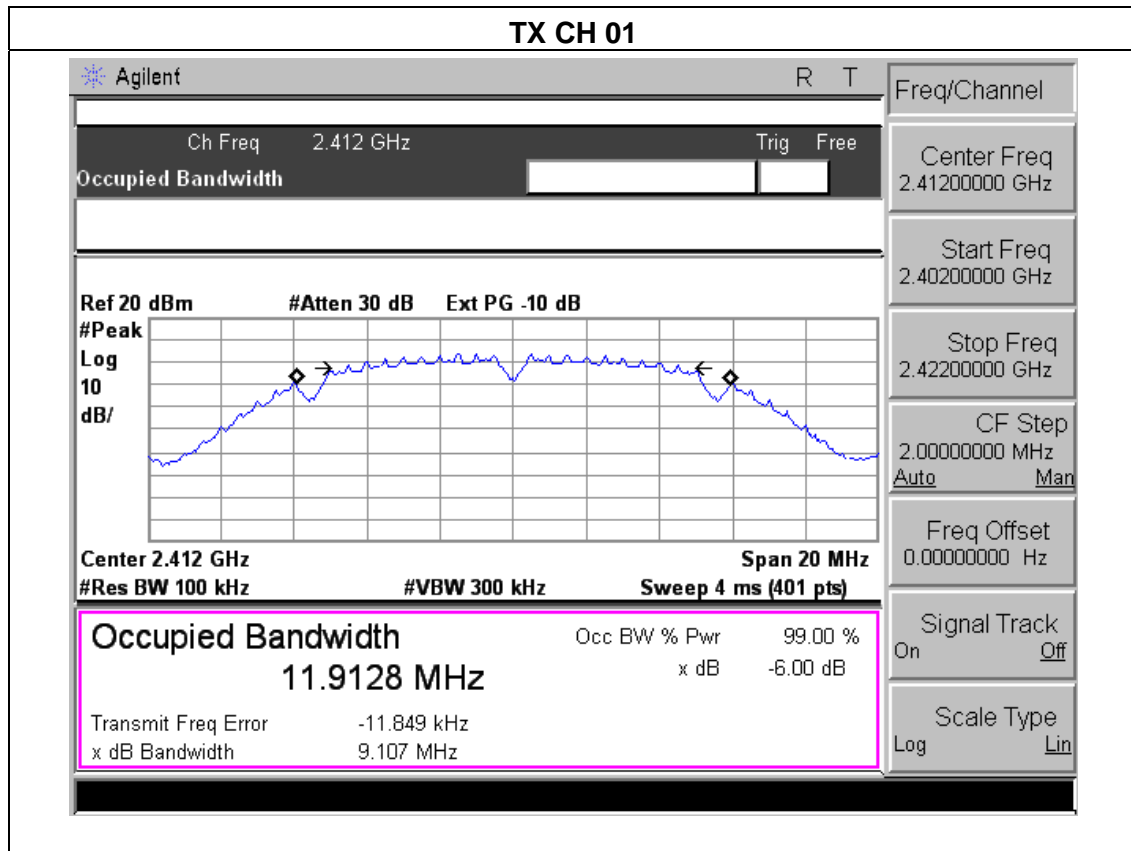 TX CH 01
Agilent R T
Freq/Channel
Ch Freq 2.412 GHz Trig Free
Occupied Bandwidth
Center Freq
2.41200000 GHz
Start Freq
2.40200000 GHz
Stop Freq
2.42200000 GHz
CF Step
2.00000000 MHz
Auto Man
Freq Offset
0.00000000 Hz
Signal Track
On Off
Scale Type
Log Lin
Ref 20 dBm #Atten 30 dB Ext PG -10 dB
#Peak
Log
10
dB/
Center 2.412 GHz Span 20 MHz
#Res BW 100 kHz #VBW 300 kHz Sweep 4 ms (401 pts)
Occupied Bandwidth Occ BW % Pwr 99.00 %
11.9128 MHz x dB -6.00 dB
Transmit Freq Error -11.849 kHz
x dB Bandwidth 9.107 MHz